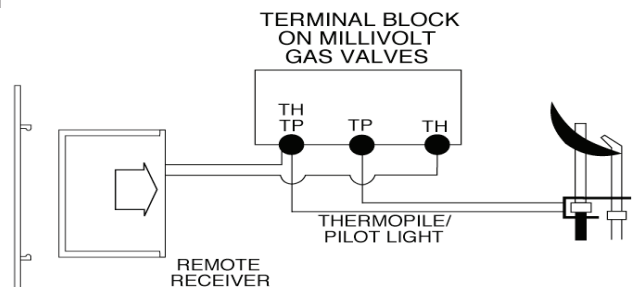 TERMINAL BLOCK
ON MILLIVOLT
GAS VALVES
TH
TP TP TH
THERMOPILE/
PILOT LIGHT
REMOTE
RECEIVER